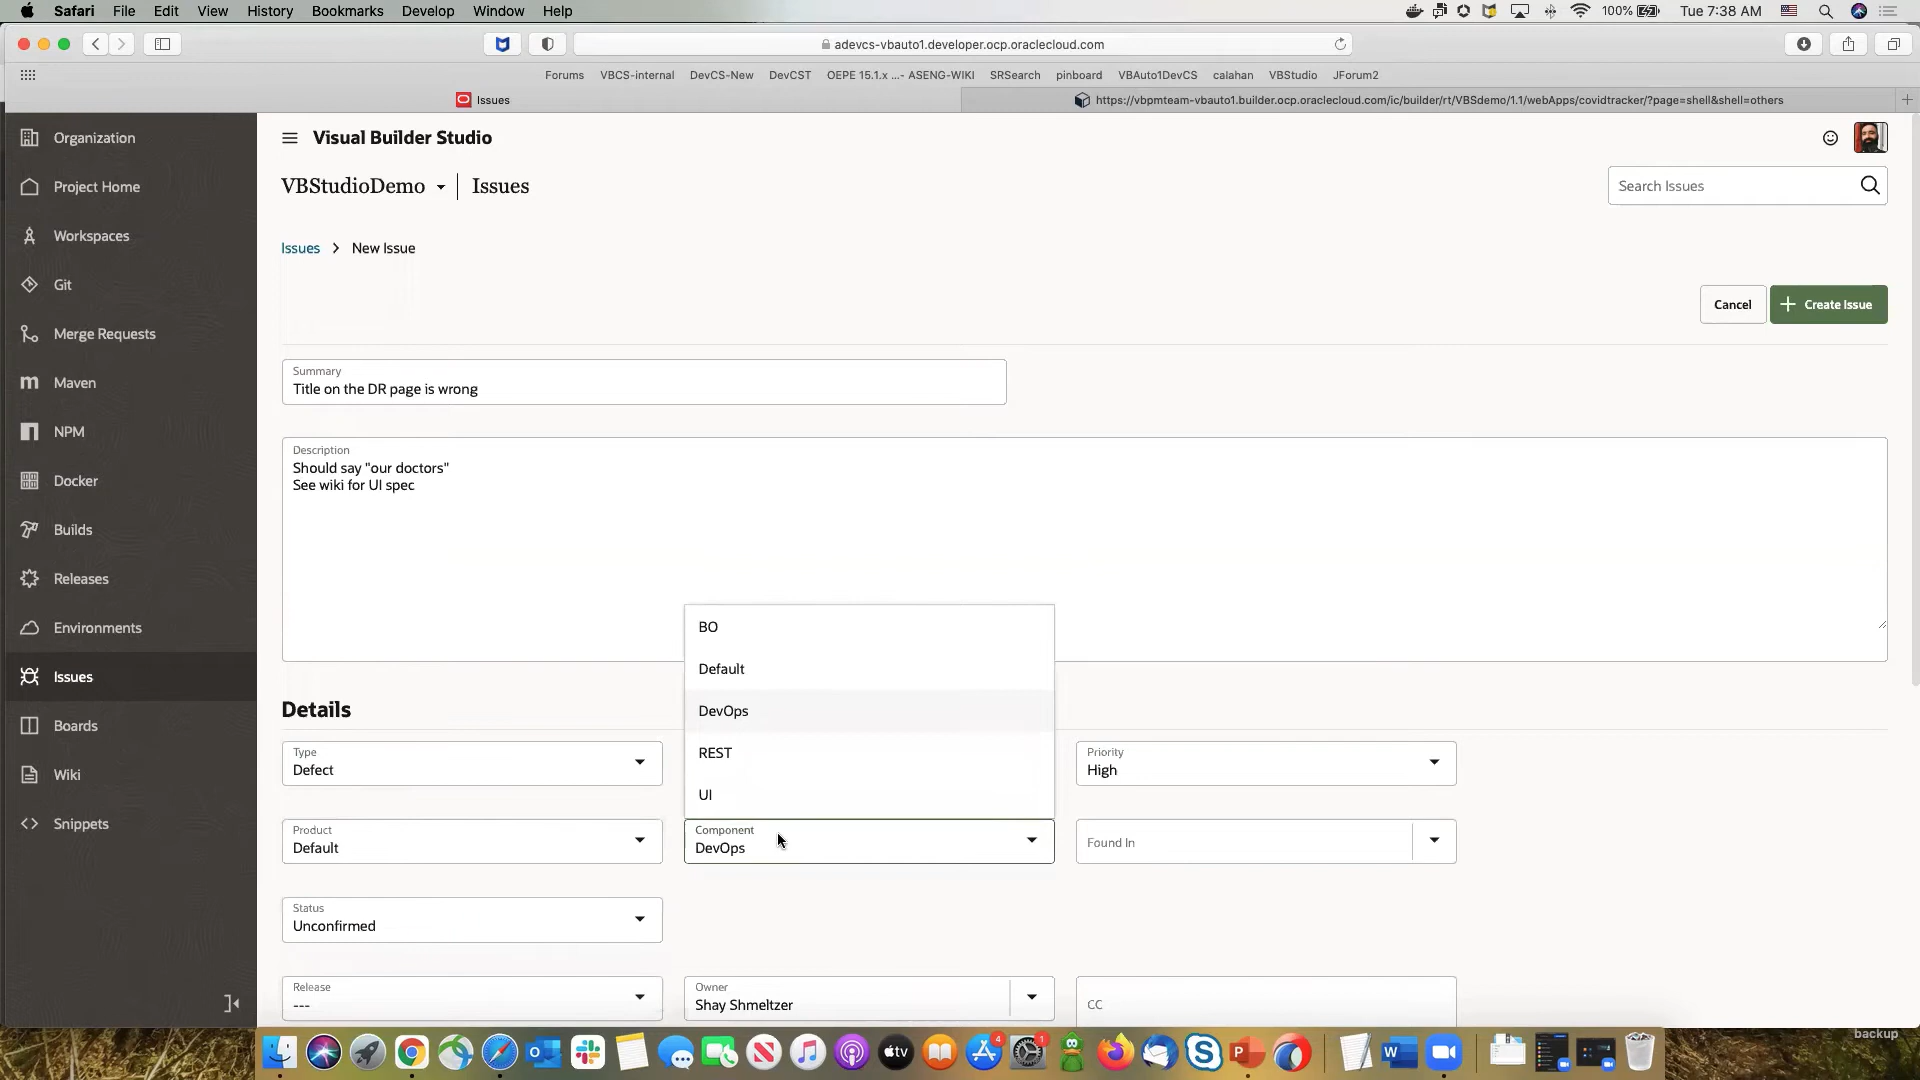 Safari File Edit View History Bookmarks Develop Window Help 100% Tue 7:38 AM
adevcs-vbauto1.developer.ocp.oraclecloud.com
Forums VBCS-internal DevCS-New DevCST OEPE 15.1.x ...- ASENG-WIKI SRSearch pinboard VBAuto1DevCS calahan VBStudio JForum2
Issues https://vbpmteam-vbauto1.builder.ocp.oraclecloud.com/ic/builder/rt/VBSdemo/1.1/webApps/covidtracker/?page=shell&shell=others
Organization
Project Home
Workspaces
Git
Merge Requests
Maven
NPM
Docker
Builds
Releases
Environments
Issues
Boards
Wiki
Snippets
Visual Builder Studio
VBStudioDemo Issues
Search Issues
Issues > New Issue
Cancel
+ Create Issue
Summary
Title on the DR page is wrong
Description
Should say "our doctors"
See wiki for UI spec
BO
Default
DevOps
REST
UI
Details
Type
Defect
Priority
High
Product
Default
Component
DevOps
Found In
Status
Unconfirmed
Release
---
Owner
Shay Shmeltzer
CC
backup
tv
4
1